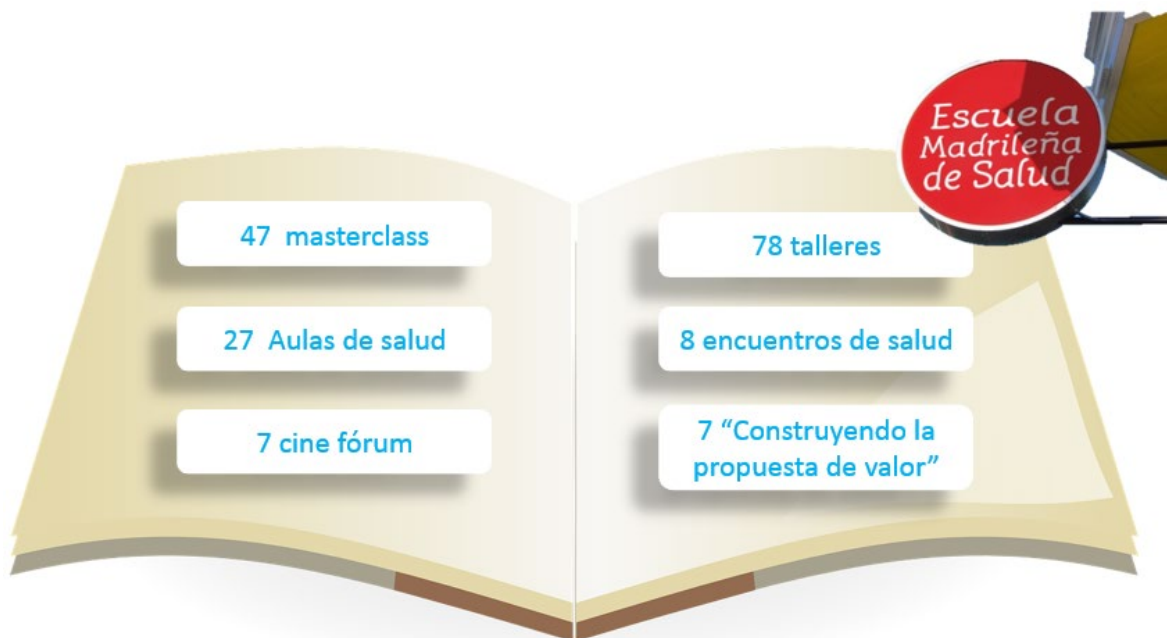 Escuela
Madrileña
de Salud
47 masterclass
27 Aulas de salud
7 cine fórum
78 talleres
8 encuentros de salud
7 “Construyendo la
propuesta de valor”